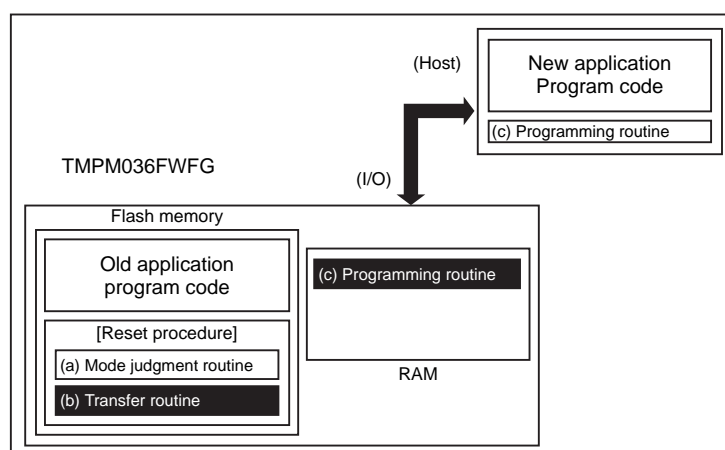 (Host)
New application
Program code
(c) Programming routine
TMPM036FWFG
(I/O)
Flash memory
Old application
program code
[Reset procedure]
(a) Mode judgment routine
(b) Transfer routine
(c) Programming routine
RAM